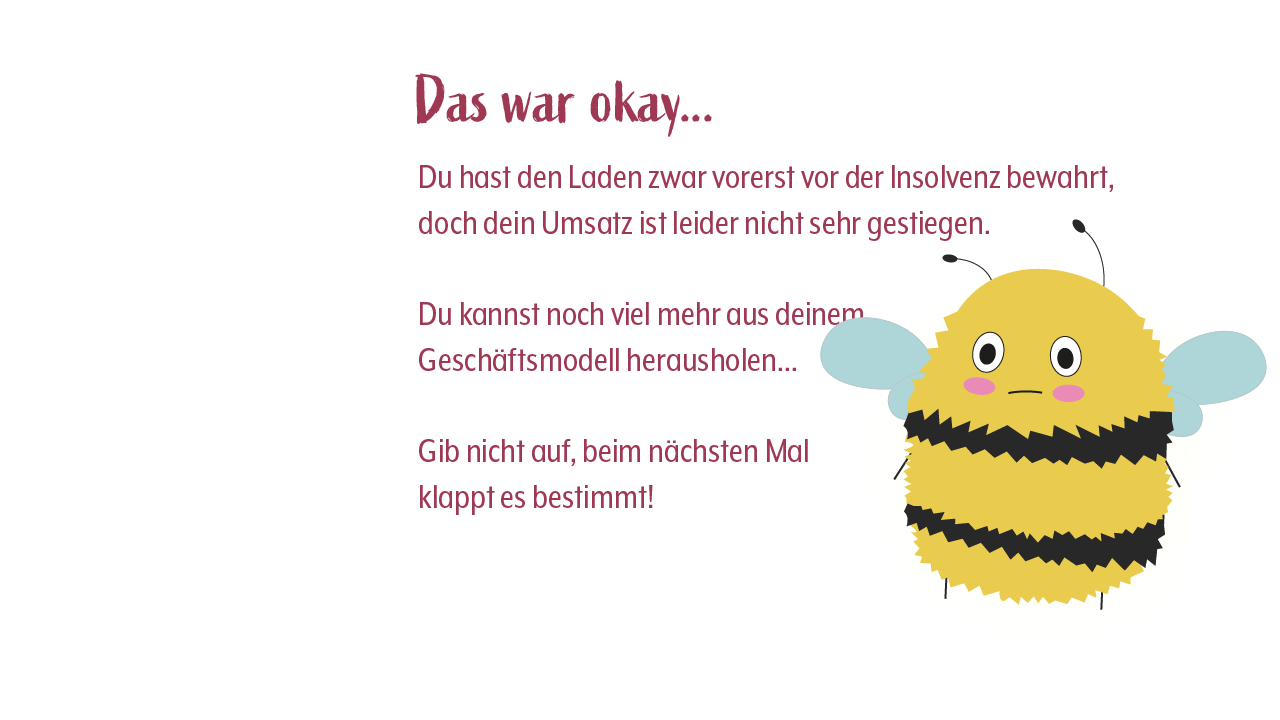 Das war okay...
Du hast den Laden zwar vorerst vor der Insolvenz bewahrt,
doch dein Umsatz ist leider nicht sehr gestiegen.
Du kannst noch viel mehr aus deinem
Geschäftsmodell herausholen...
Gib nicht auf, beim nächsten Mal
klappt es bestimmt!